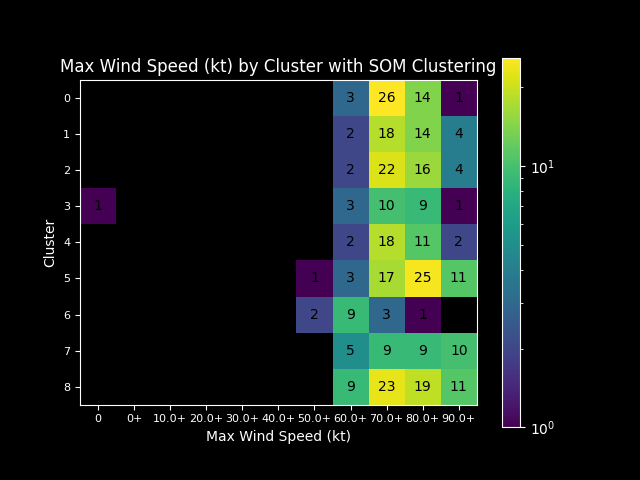 Max Wind Speed (kt) by Cluster with SOM Clustering
0 3 26 14 1
1 2 18 14 4
2 2 22 16 4
3 1 3 10 9 1
4 2 18 11 2
5 1 3 17 25 11
6 2 9 3 1
7 5 9 9 10
8 9 23 19 11
0 0+ 10.0+ 20.0+ 30.0+ 40.0+ 50.0+ 60.0+ 70.0+ 80.0+ 90.0+
Max Wind Speed (kt)
Cluster
10^1
10^0